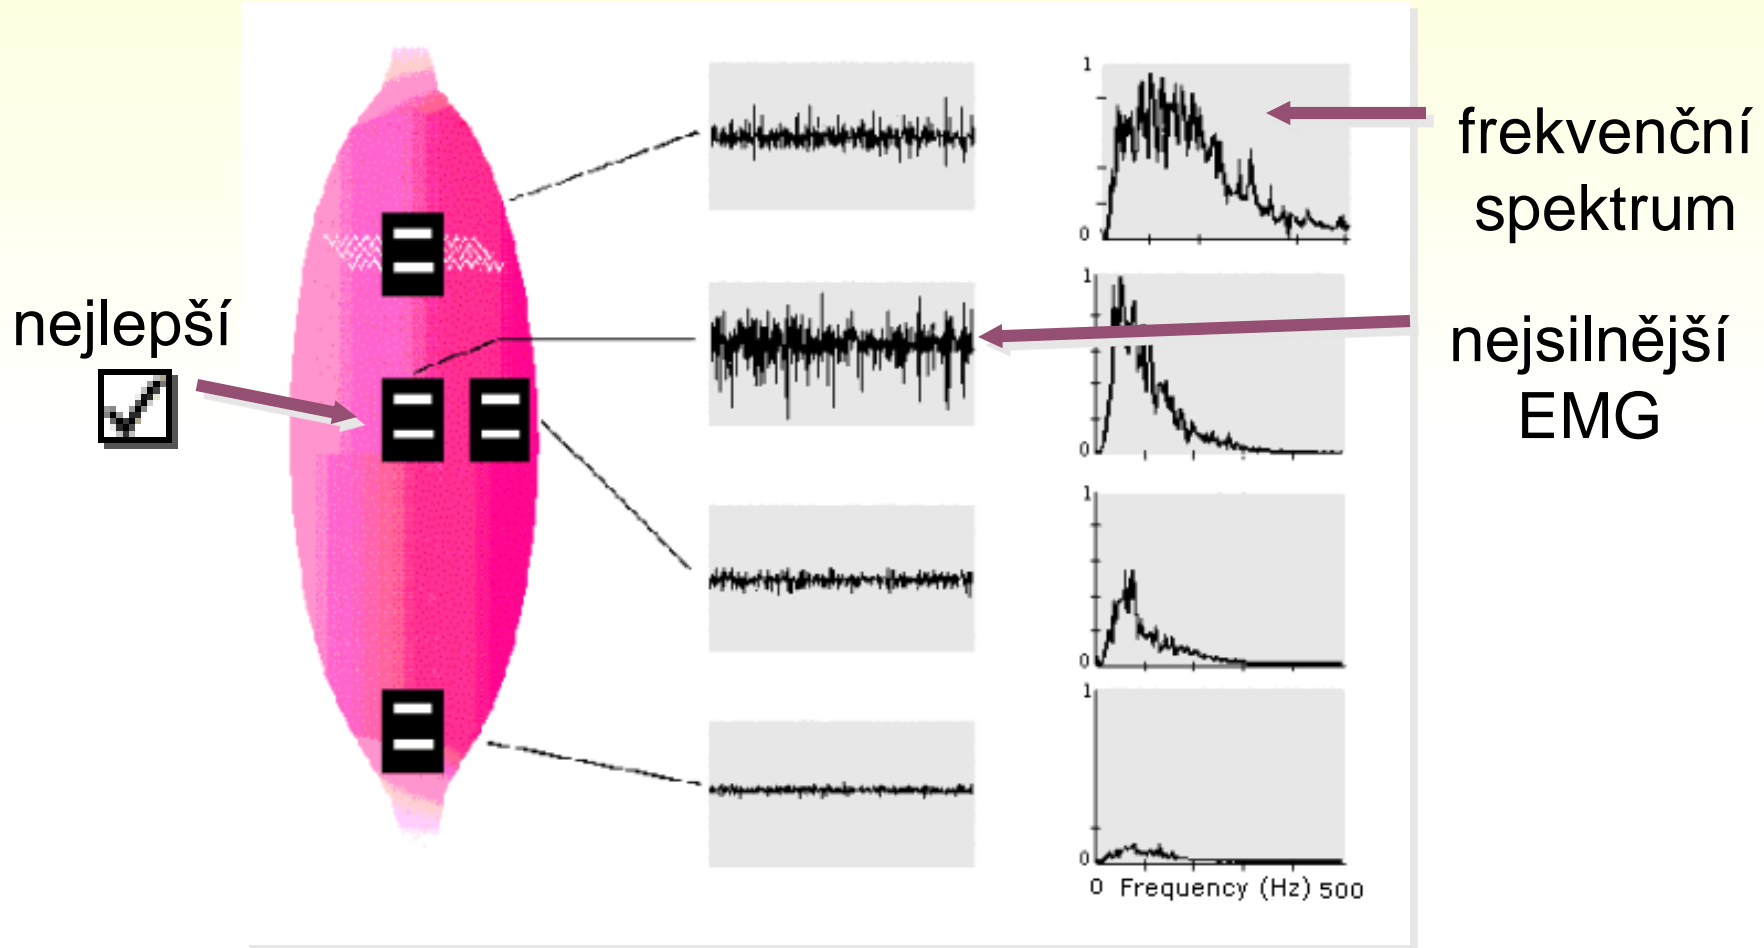 frekvenční
spektrum
nejlepší
nejsilnější
EMG
1
0
1
0
1
0
1
0
0 Frequency (Hz) 500